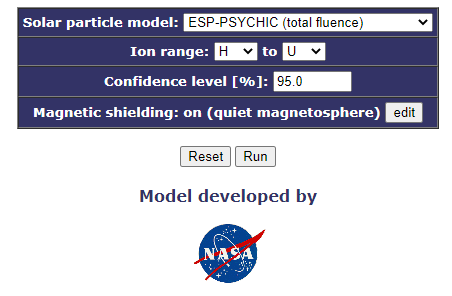 Solar particle model: ESP-PSYCHIC (total fluence)
Ion range: H to U
Confidence level [%]: 95.0
Magnetic shielding: on (quiet magnetosphere) edit
Reset Run
Model developed by
NASA